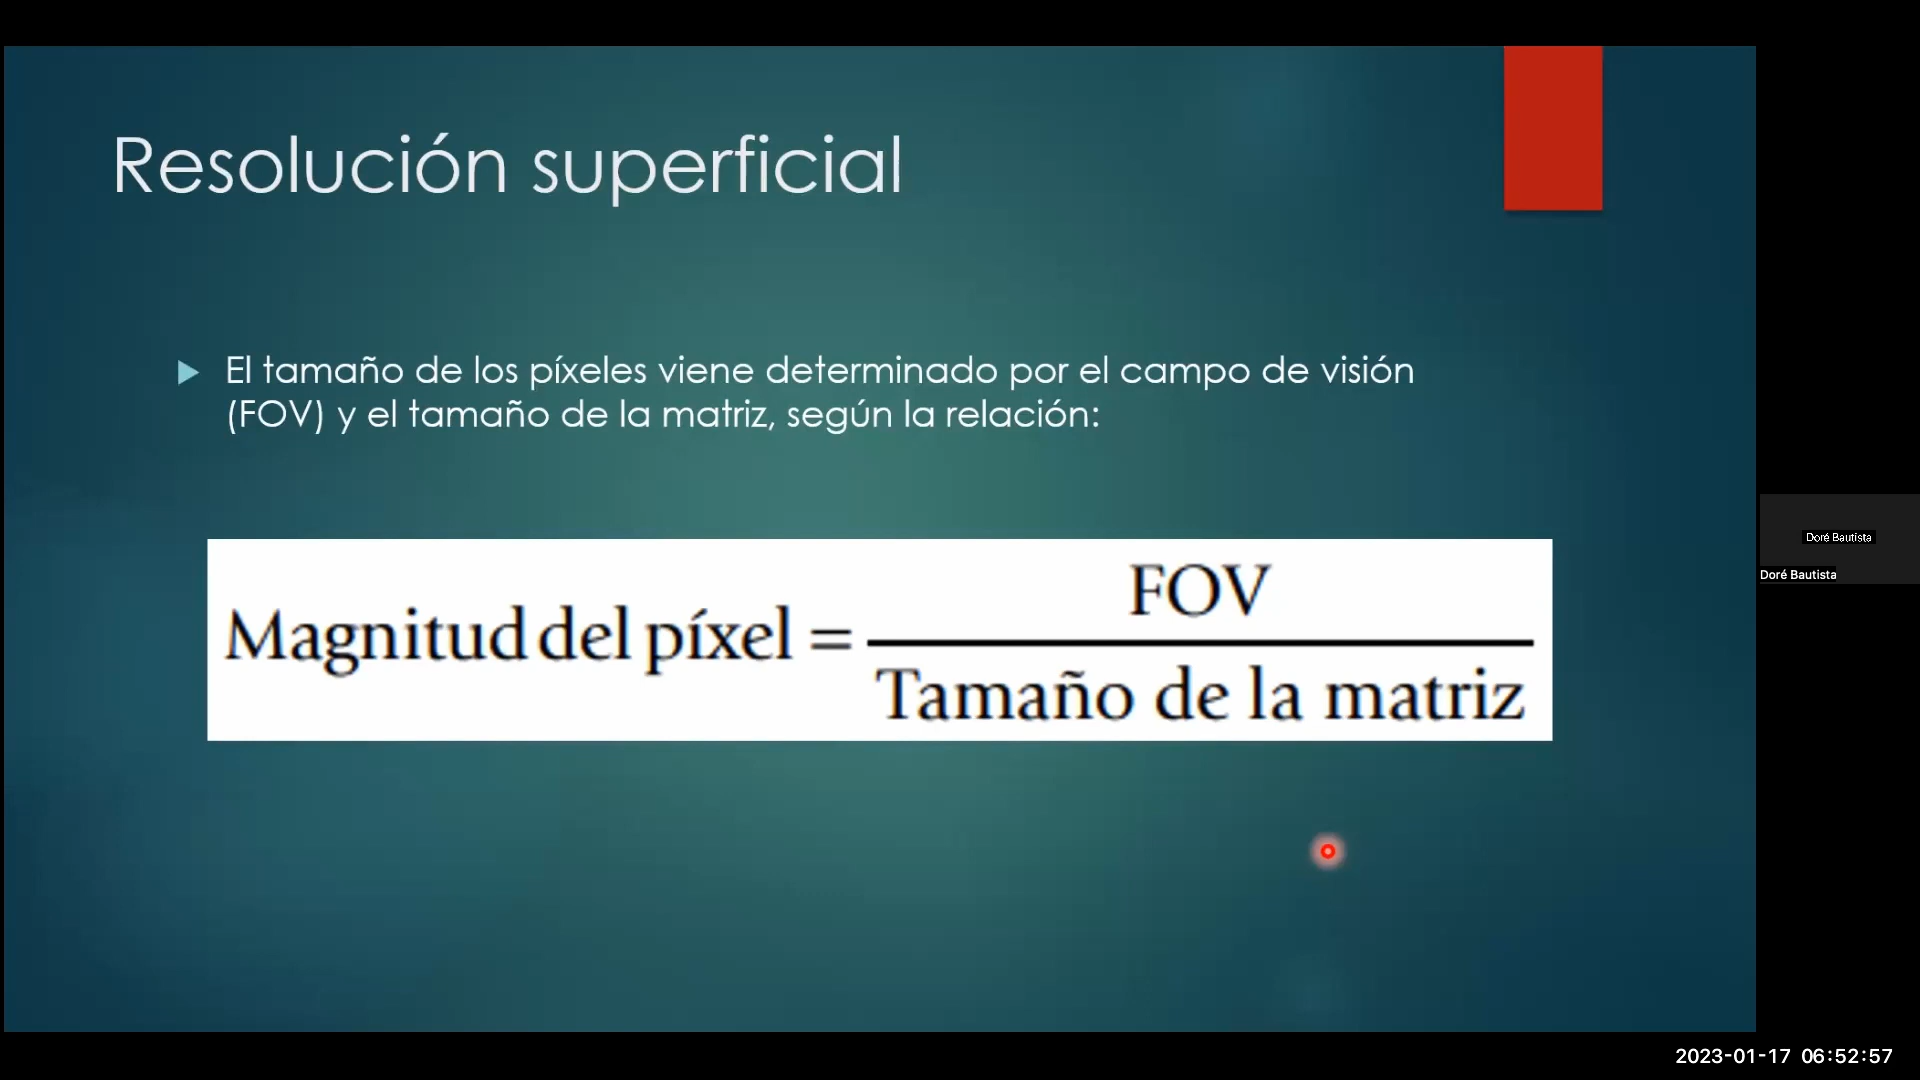 Resolución superficial
El tamaño de los píxeles viene determinado por el campo de visión
(FOV) y el tamaño de la matriz, según la relación:
Magnitud del píxel = FOV
Tamaño de la matriz
Doré Bautista
Doré Bautista
2023-01-17 06:52:57